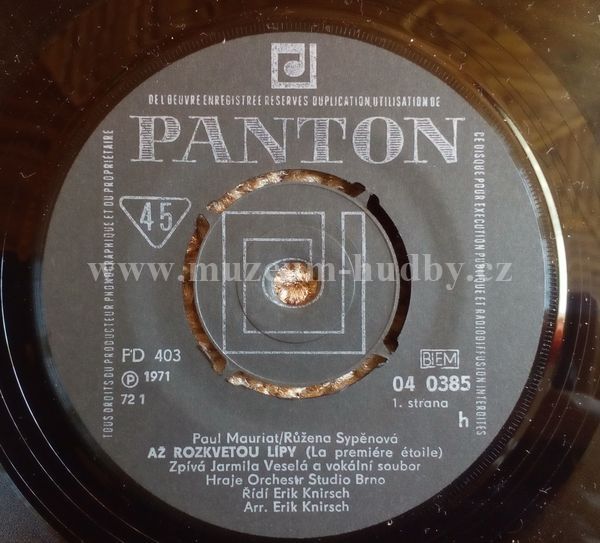 DE L'OEUVRE ENREGISTREE RESERVES DUPLICATION, UTILISATION DE
PANTON
TOUS DROITS DU PRODUCTEUR PHONOGRAPHIQUE ET DU PROPRIETAIRE
CE DISQUE POUR EXECUTION PUBLIQUE ET RADIODIFFUSION INTERDITES
45
www.muzeum-hudby.cz
FD 403
BIEM
Ⓟ 1971
04 0385
72 1
1. strana
h
Paul Mauriat/Růžena Sypěnová
AŽ ROZKVETOU LÍPY (La premiére étoile)
Zpívá Jarmila Veselá a vokální soubor
Hraje Orchestr Studio Brno
Řídí Erik Knirsch
Arr. Erik Knirsch